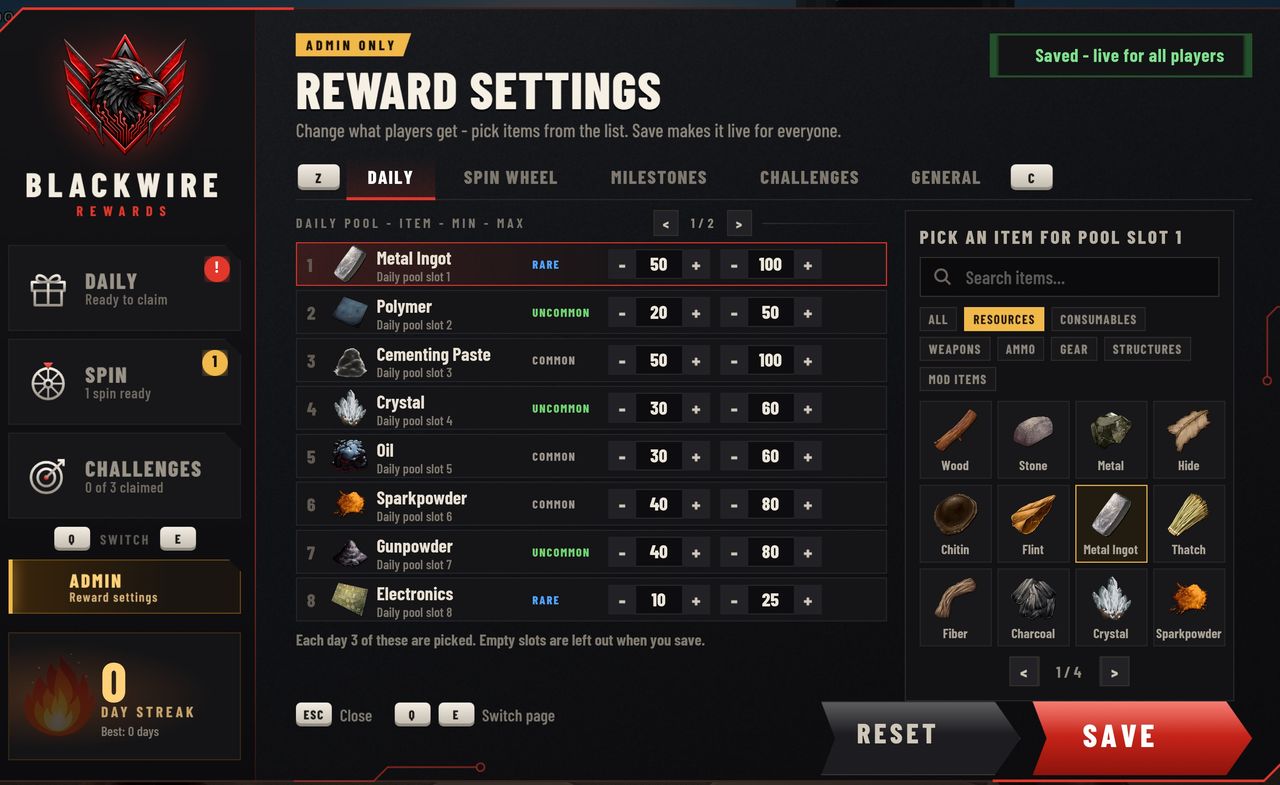 BLACKWIRE
REWARDS
DAILY
Ready to claim
!
SPIN
1 spin ready
1
CHALLENGES
0 of 3 claimed
Q SWITCH E
ADMIN
Reward settings
0
DAY STREAK
Best: 0 days
ADMIN ONLY
REWARD SETTINGS
Change what players get - pick items from the list. Save makes it live for everyone.
Saved - live for all players
Z DAILY SPIN WHEEL MILESTONES CHALLENGES GENERAL C
DAILY POOL - ITEM - MIN - MAX < 1/2 >
1 Metal Ingot RARE - 50 + - 100 +
Daily pool slot 1
2 Polymer UNCOMMON - 20 + - 50 +
Daily pool slot 2
3 Cementing Paste COMMON - 50 + - 100 +
Daily pool slot 3
4 Crystal UNCOMMON - 30 + - 60 +
Daily pool slot 4
5 Oil COMMON - 30 + - 60 +
Daily pool slot 5
6 Sparkpowder COMMON - 40 + - 80 +
Daily pool slot 6
7 Gunpowder UNCOMMON - 40 + - 80 +
Daily pool slot 7
8 Electronics RARE - 10 + - 25 +
Daily pool slot 8
Each day 3 of these are picked. Empty slots are left out when you save.
PICK AN ITEM FOR POOL SLOT 1
Search items...
ALL RESOURCES CONSUMABLES
WEAPONS AMMO GEAR STRUCTURES
MOD ITEMS
Wood Stone Metal Hide
Chitin Flint Metal Ingot Thatch
Fiber Charcoal Crystal Sparkpowder
< 1/4 >
ESC Close Q E Switch page
RESET SAVE